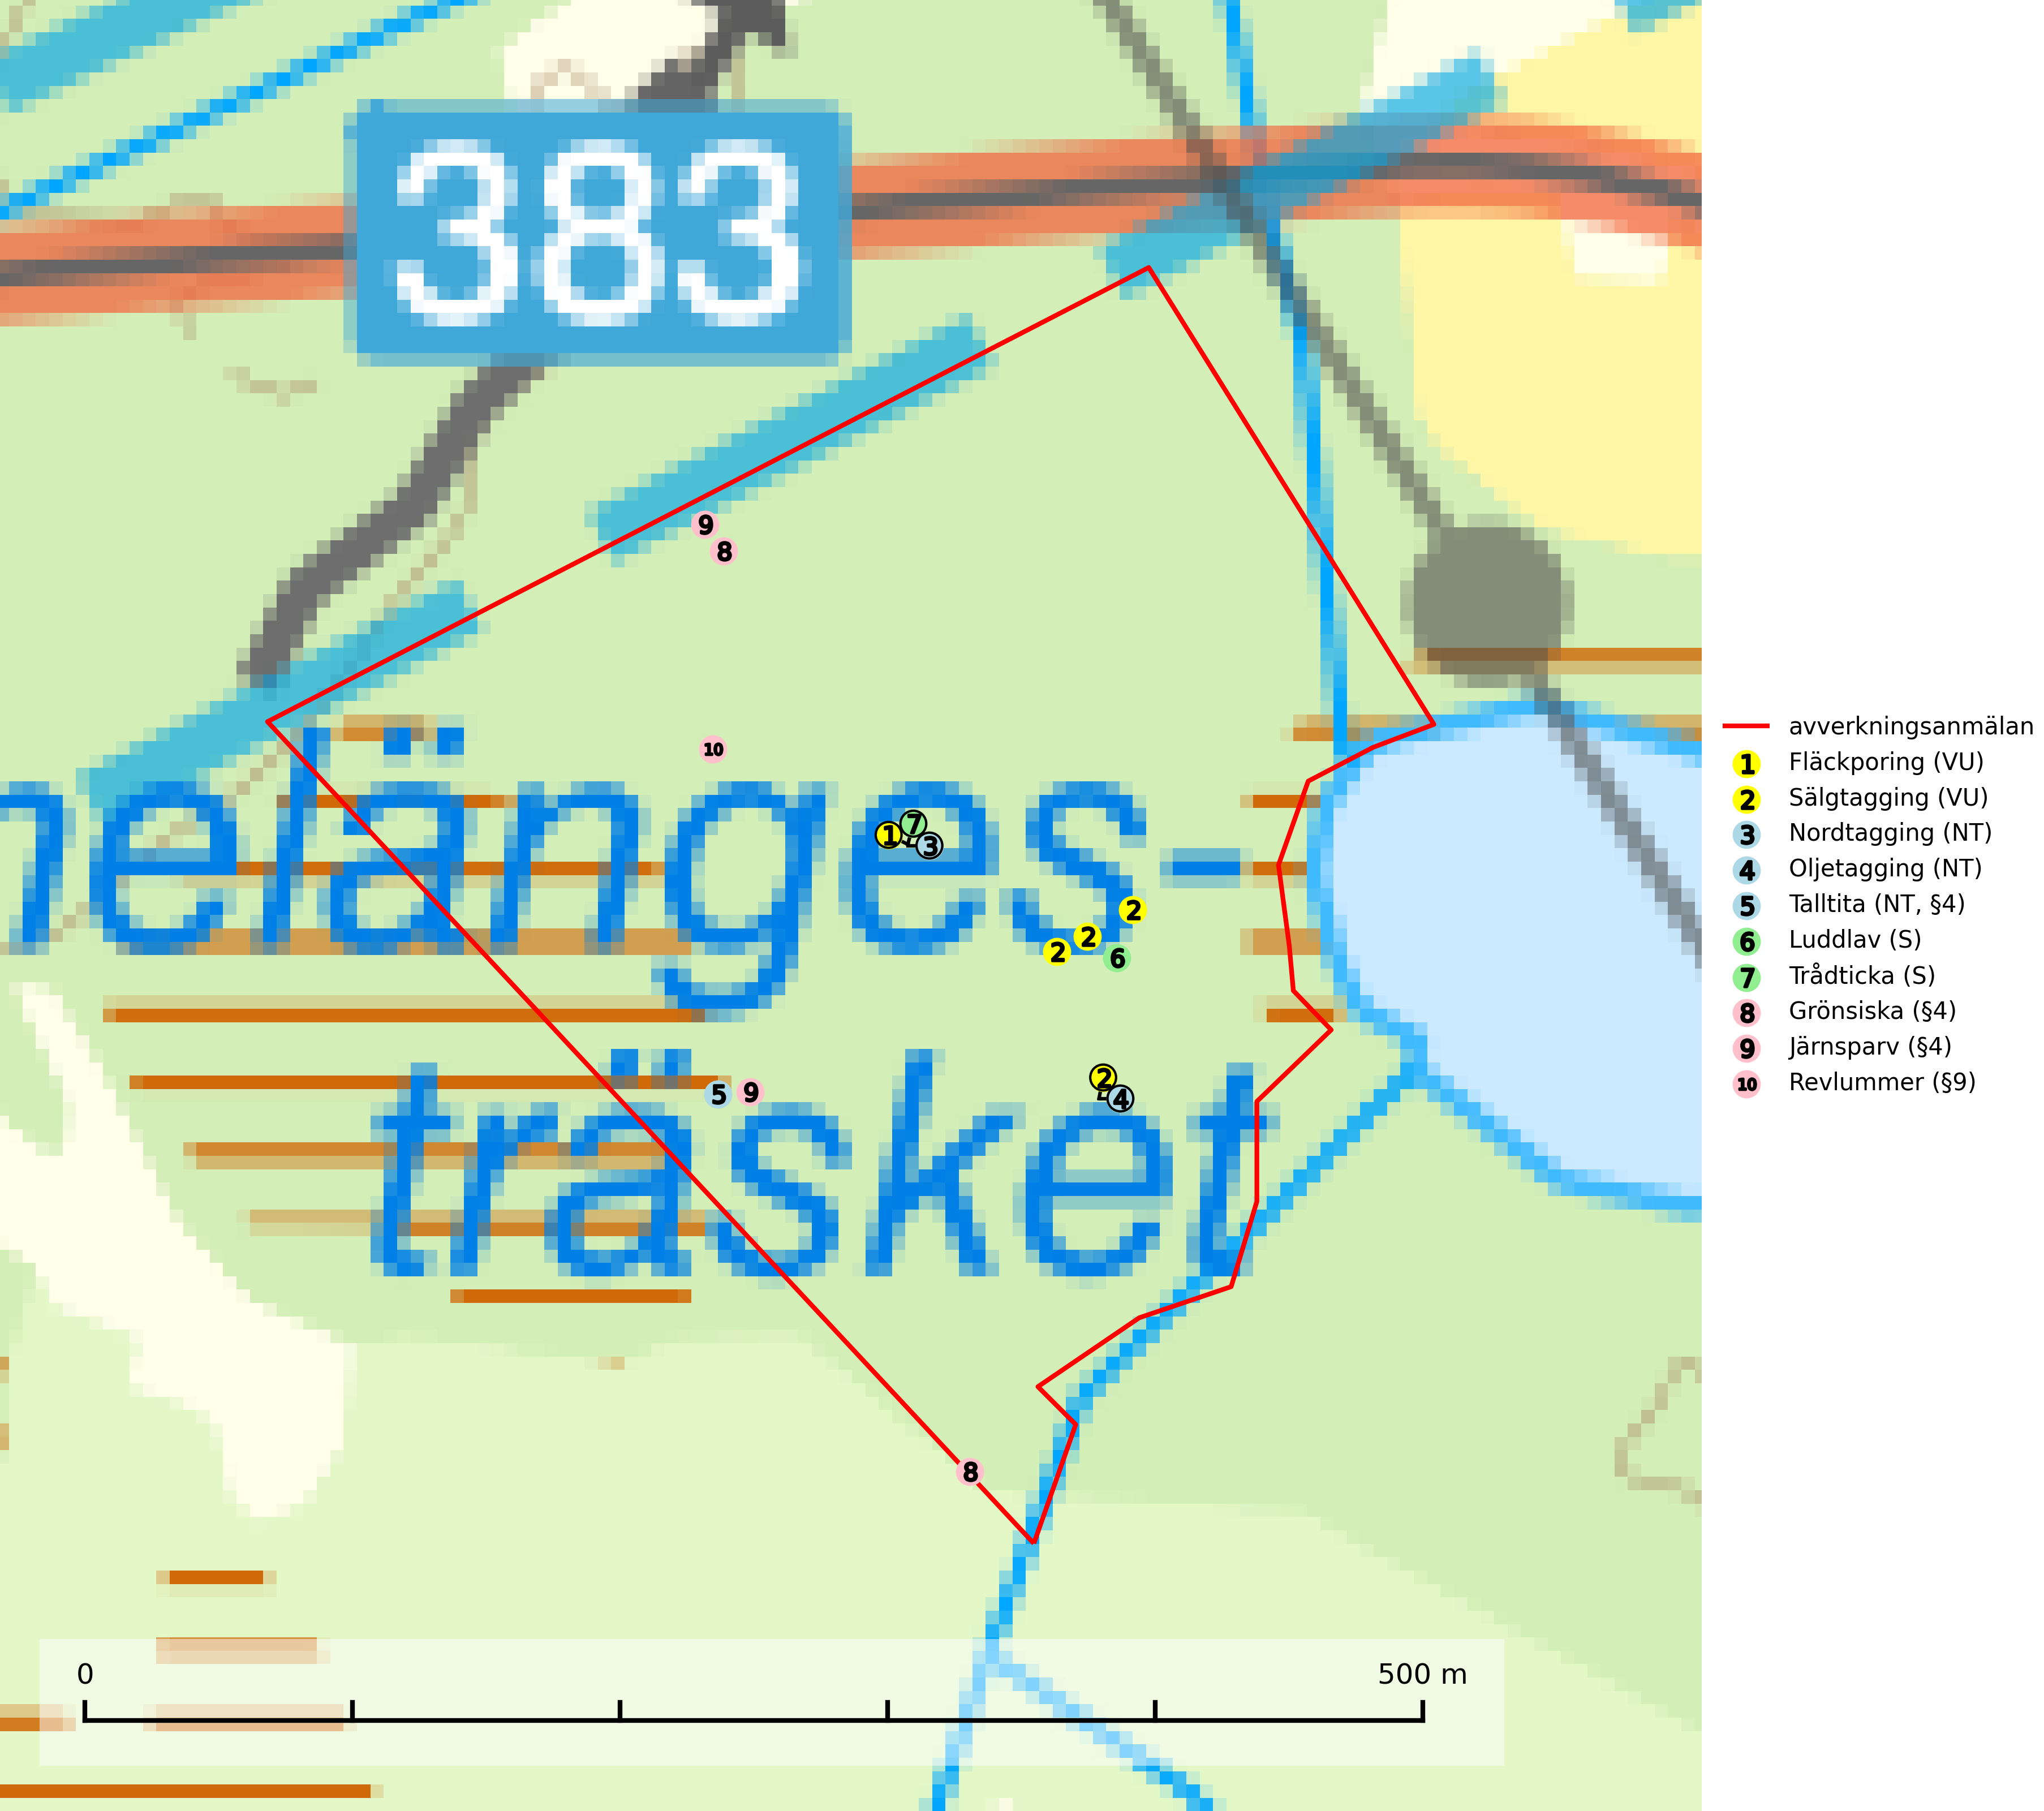 383
9
8
10
nelånges-
1
7
3
2
2
2
6
träsket
5
9
2
4
8
0
500 m
avverkningsanmälan
1 Fläckporing (VU)
2 Sälgtagging (VU)
3 Nordtagging (NT)
4 Oljetagging (NT)
5 Talltita (NT, §4)
6 Luddlav (S)
7 Trådticka (S)
8 Grönsiska (§4)
9 Järnsparv (§4)
10 Revlummer (§9)